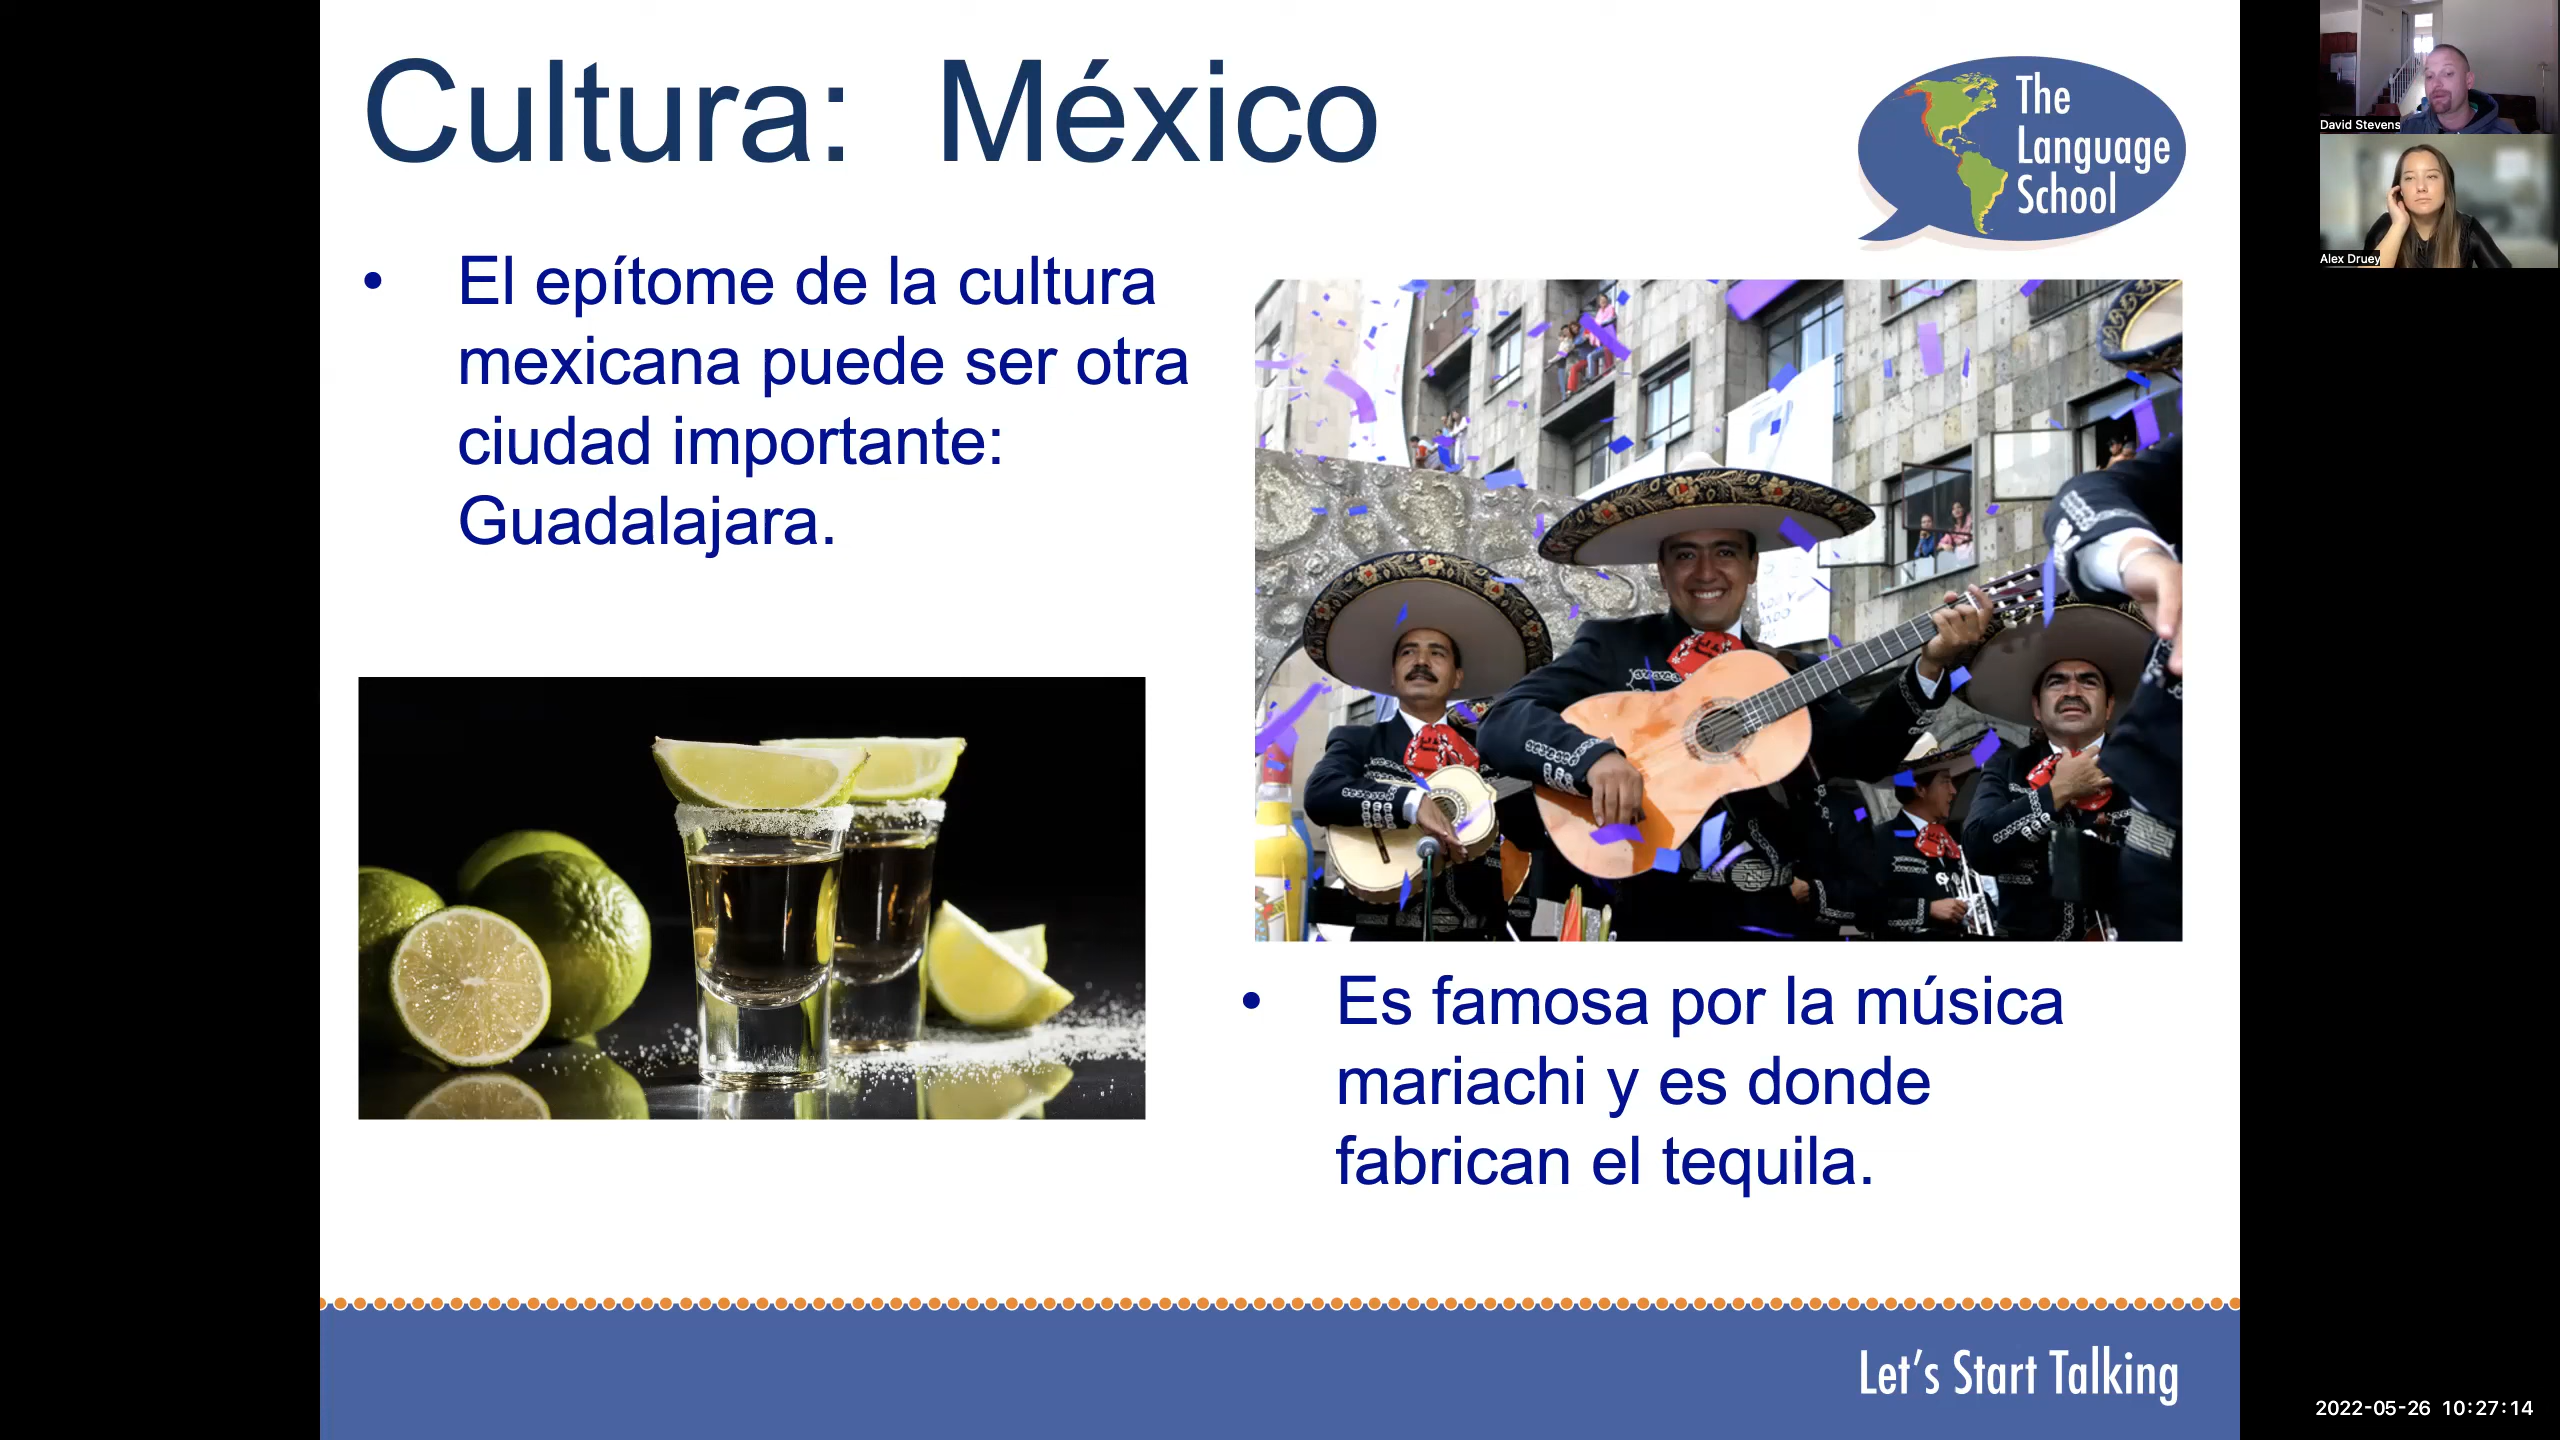 Cultura: México
The
Language
School
• El epítome de la cultura
mexicana puede ser otra
ciudad importante:
Guadalajara.
• Es famosa por la música
mariachi y es donde
fabrican el tequila.
Let's Start Talking
David Stevens
Alex Druey
2022-05-26 10:27:14